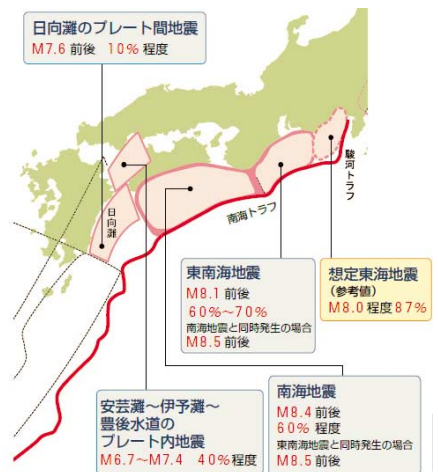 日向灘のプレート間地震
M7.6 前後 10% 程度
駿河トラフ
日向灘
南海トラフ
東南海地震
M8.1 前後
60%~70%
南海地震と同時発生の場合
M8.5 前後
想定東海地震
(参考値)
M8.0 程度 87%
安芸灘~伊予灘~
豊後水道の
プレート内地震
M6.7~M7.4 40% 程度
南海地震
M8.4 前後
60% 程度
東南海地震と同時発生の場合
M8.5 前後